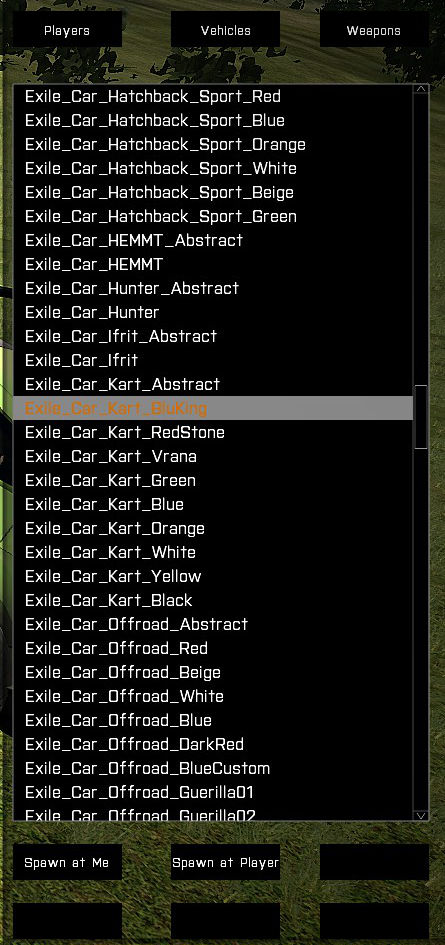 Players Vehicles Weapons
Exile_Car_Hatchback_Sport_Red
Exile_Car_Hatchback_Sport_Blue
Exile_Car_Hatchback_Sport_Orange
Exile_Car_Hatchback_Sport_White
Exile_Car_Hatchback_Sport_Beige
Exile_Car_Hatchback_Sport_Green
Exile_Car_HEMMT_Abstract
Exile_Car_HEMMT
Exile_Car_Hunter_Abstract
Exile_Car_Hunter
Exile_Car_Ifrit_Abstract
Exile_Car_Ifrit
Exile_Car_Kart_Abstract
Exile_Car_Kart_BluKing
Exile_Car_Kart_RedStone
Exile_Car_Kart_Vrana
Exile_Car_Kart_Green
Exile_Car_Kart_Blue
Exile_Car_Kart_Orange
Exile_Car_Kart_White
Exile_Car_Kart_Yellow
Exile_Car_Kart_Black
Exile_Car_Offroad_Abstract
Exile_Car_Offroad_Red
Exile_Car_Offroad_Beige
Exile_Car_Offroad_White
Exile_Car_Offroad_Blue
Exile_Car_Offroad_DarkRed
Exile_Car_Offroad_BlueCustom
Exile_Car_Offroad_Guerilla01
Exile_Car_Offroad_Guerilla02
Spawn at Me Spawn at Player